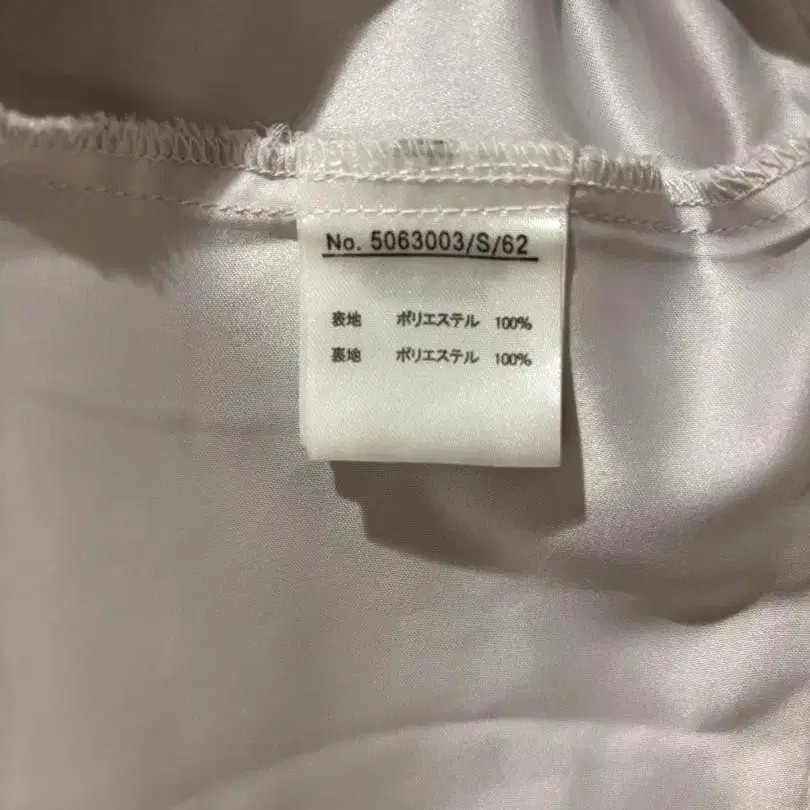 No. 5063003/S/62
表地 ポリエステル 100%
裏地 ポリエステル 100%